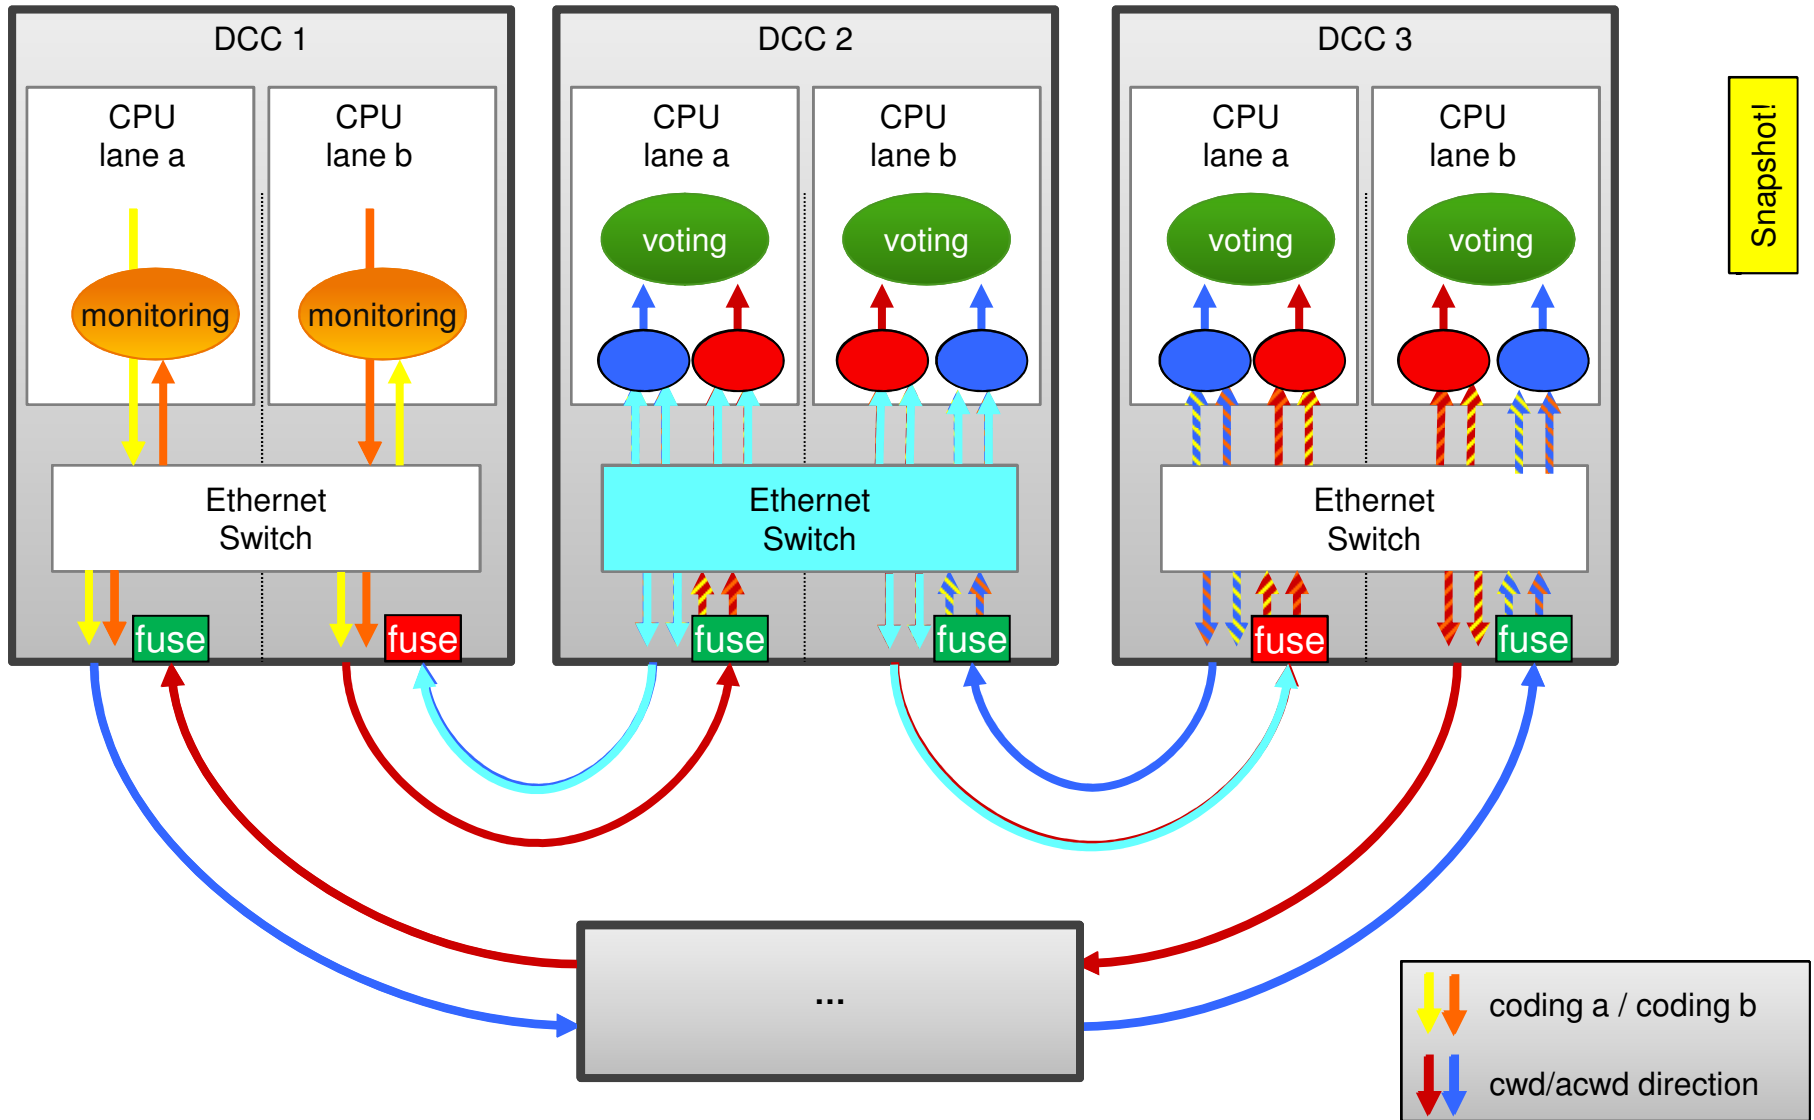 DCC 1
DCC 2
DCC 3
CPU
lane a
CPU
lane b
CPU
lane a
CPU
lane b
CPU
lane a
CPU
lane b
Snapshot!
voting
voting
voting
voting
monitoring
monitoring
Ethernet
Switch
Ethernet
Switch
Ethernet
Switch
fuse
fuse
fuse
fuse
fuse
fuse
...
coding a / coding b
cwd/acwd direction